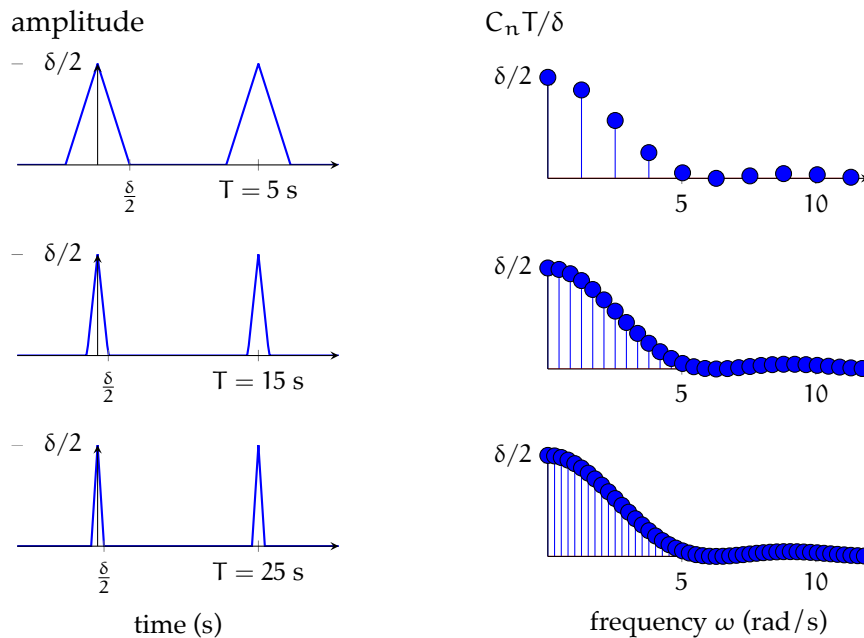 amplitude
δ/2
δ/2
T = 5 s
δ/2
δ/2
T = 15 s
δ/2
δ/2
T = 25 s
time (s)
CₙT/δ
δ/2
5
10
δ/2
5
10
δ/2
5
10
frequency ω (rad/s)